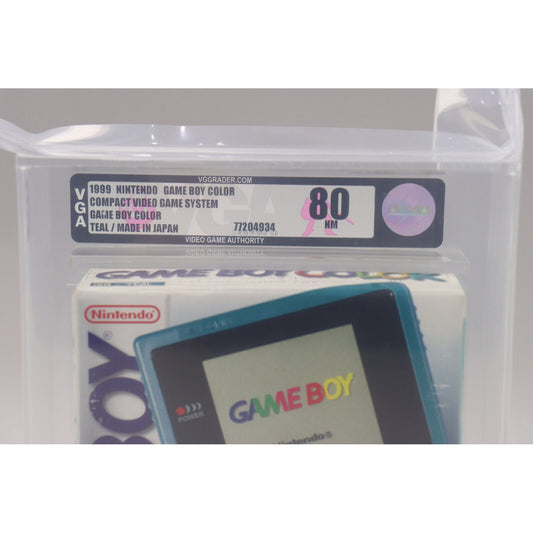 VGGRADER.COM
VGA
1999 NINTENDO GAME BOY COLOR
COMPACT VIDEO GAME SYSTEM
GAME BOY COLOR
TEAL / MADE IN JAPAN 77204934
80
NM
VIDEO GAME AUTHORITY
GAME BOY COLOR
TEAL
Nintendo
BOY
POWER
GAME BOY
Nintendo®